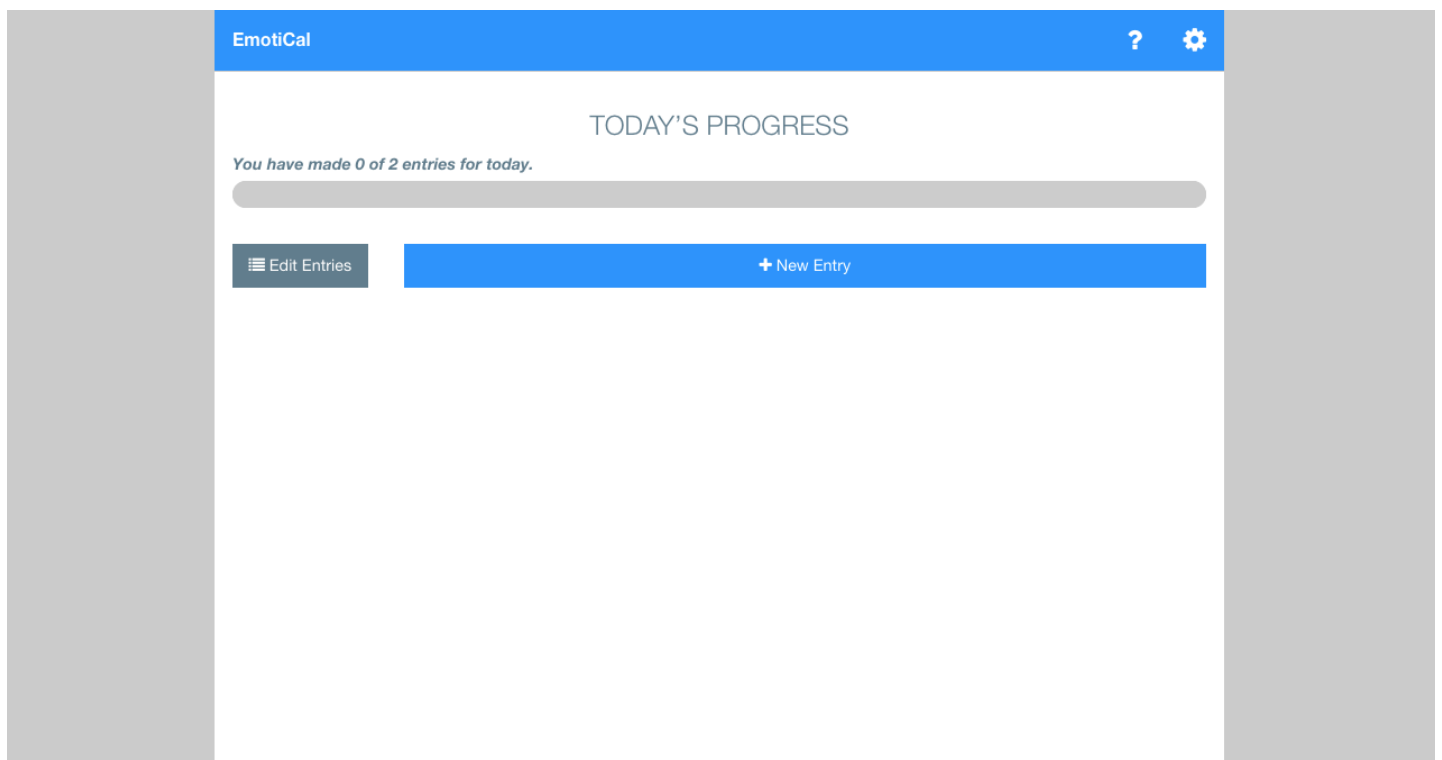 EmotiCal ?
TODAY’S PROGRESS
You have made 0 of 2 entries for today.
Edit Entries
New Entry